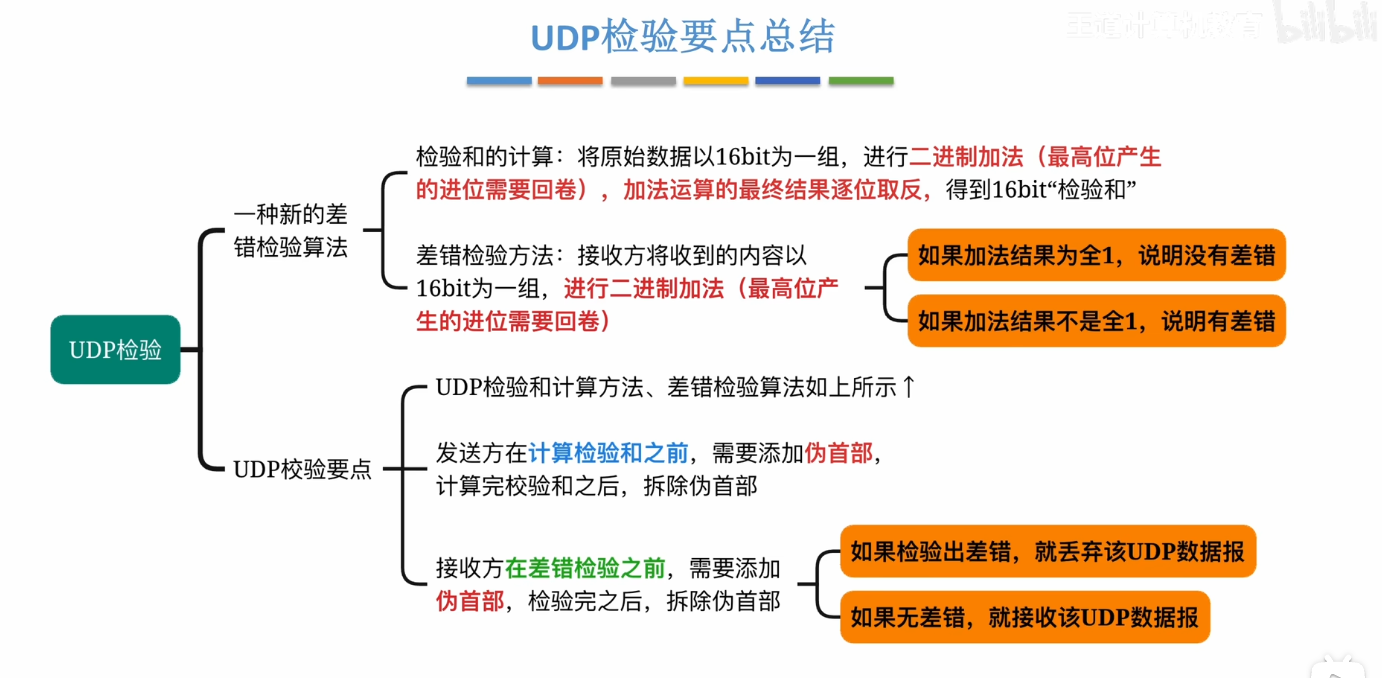 UDP检验要点总结
王道计算机教育
bilibili
检验和的计算：将原始数据以16bit为一组，进行二进制加法（最高位产生
的进位需要回卷），加法运算的最终结果逐位取反，得到16bit“检验和”
一种新的差
错检验算法
差错检验方法：接收方将收到的内容以
16bit为一组，进行二进制加法（最高位产
生的进位需要回卷）
如果加法结果为全1，说明没有差错
如果加法结果不是全1，说明有差错
UDP检验
UDP检验和计算方法、差错检验算法如上所示↑
UDP校验要点
发送方在计算检验和之前，需要添加伪首部，
计算完校验和之后，拆除伪首部
接收方在差错检验之前，需要添加
伪首部，检验完之后，拆除伪首部
如果检验出差错，就丢弃该UDP数据报
如果无差错，就接收该UDP数据报